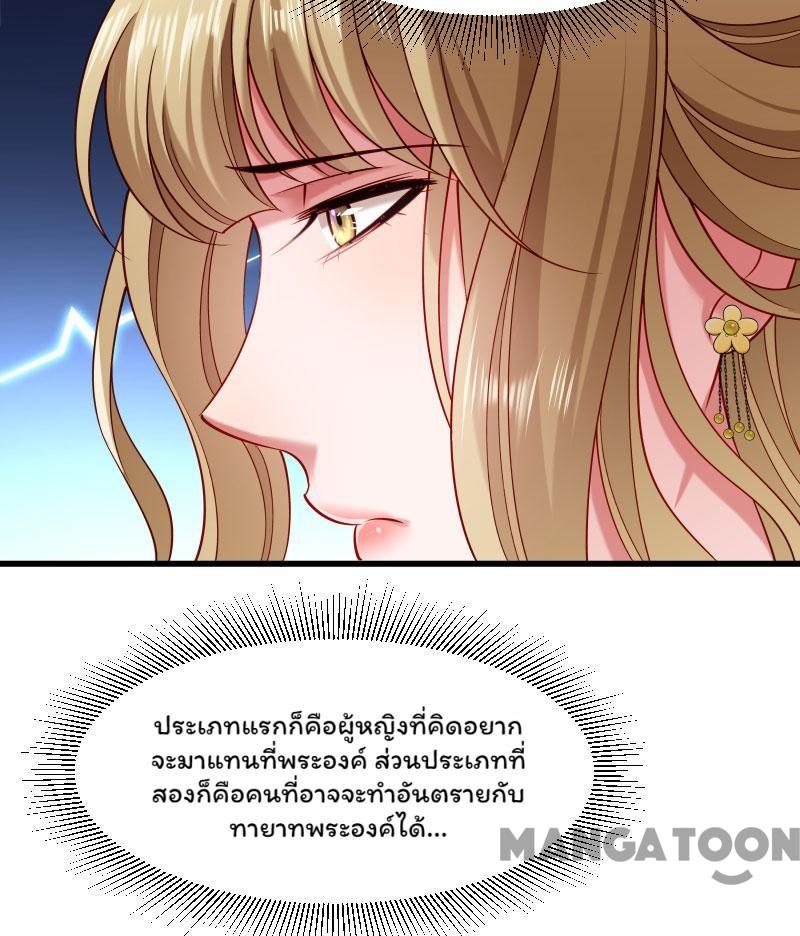 ประเภทแรกก็คือผู้หญิงที่คิดอยาก
จะมาแทนที่พระองค์ ส่วนประเภทที่
สองก็คือคนที่อาจจะทำอันตรายกับ
ทายาทพระองค์ได้...
MANGATOON